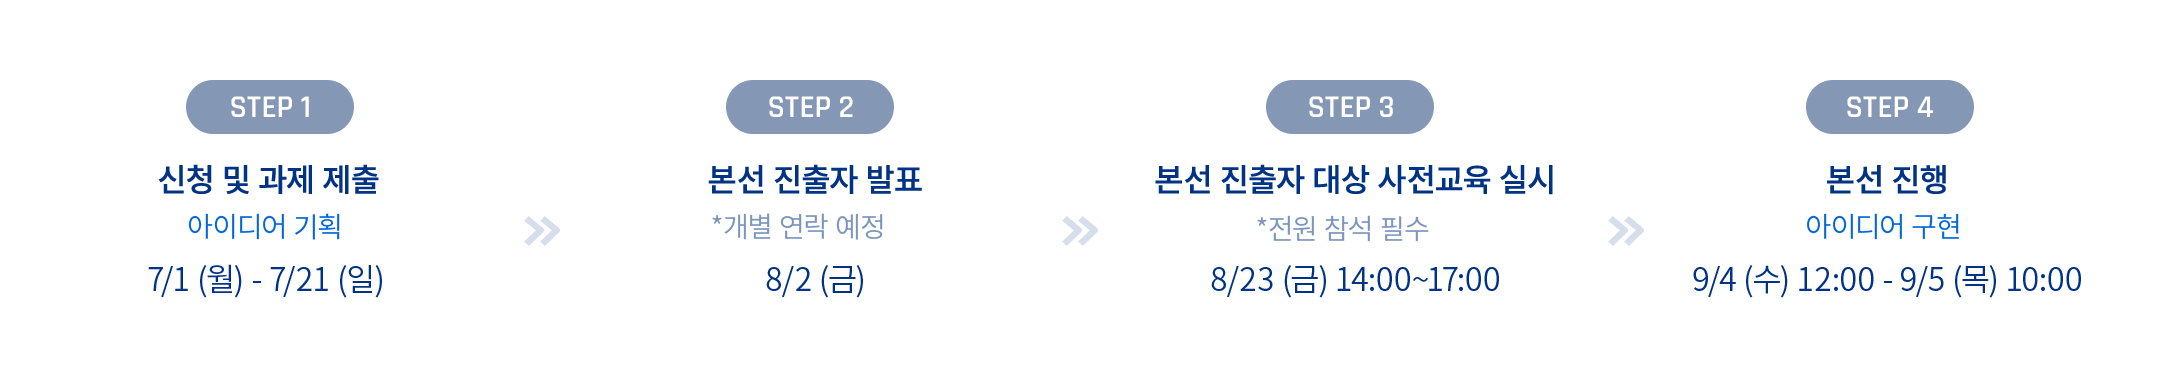 STEP 1
신청 및 과제 제출
아이디어 기획
7/1 (월) - 7/21 (일)
STEP 2
본선 진출자 발표
*개별 연락 예정
8/2 (금)
STEP 3
본선 진출자 대상 사전교육 실시
*전원 참석 필수
8/23 (금) 14:00~17:00
STEP 4
본선 진행
아이디어 구현
9/4 (수) 12:00 - 9/5 (목) 10:00